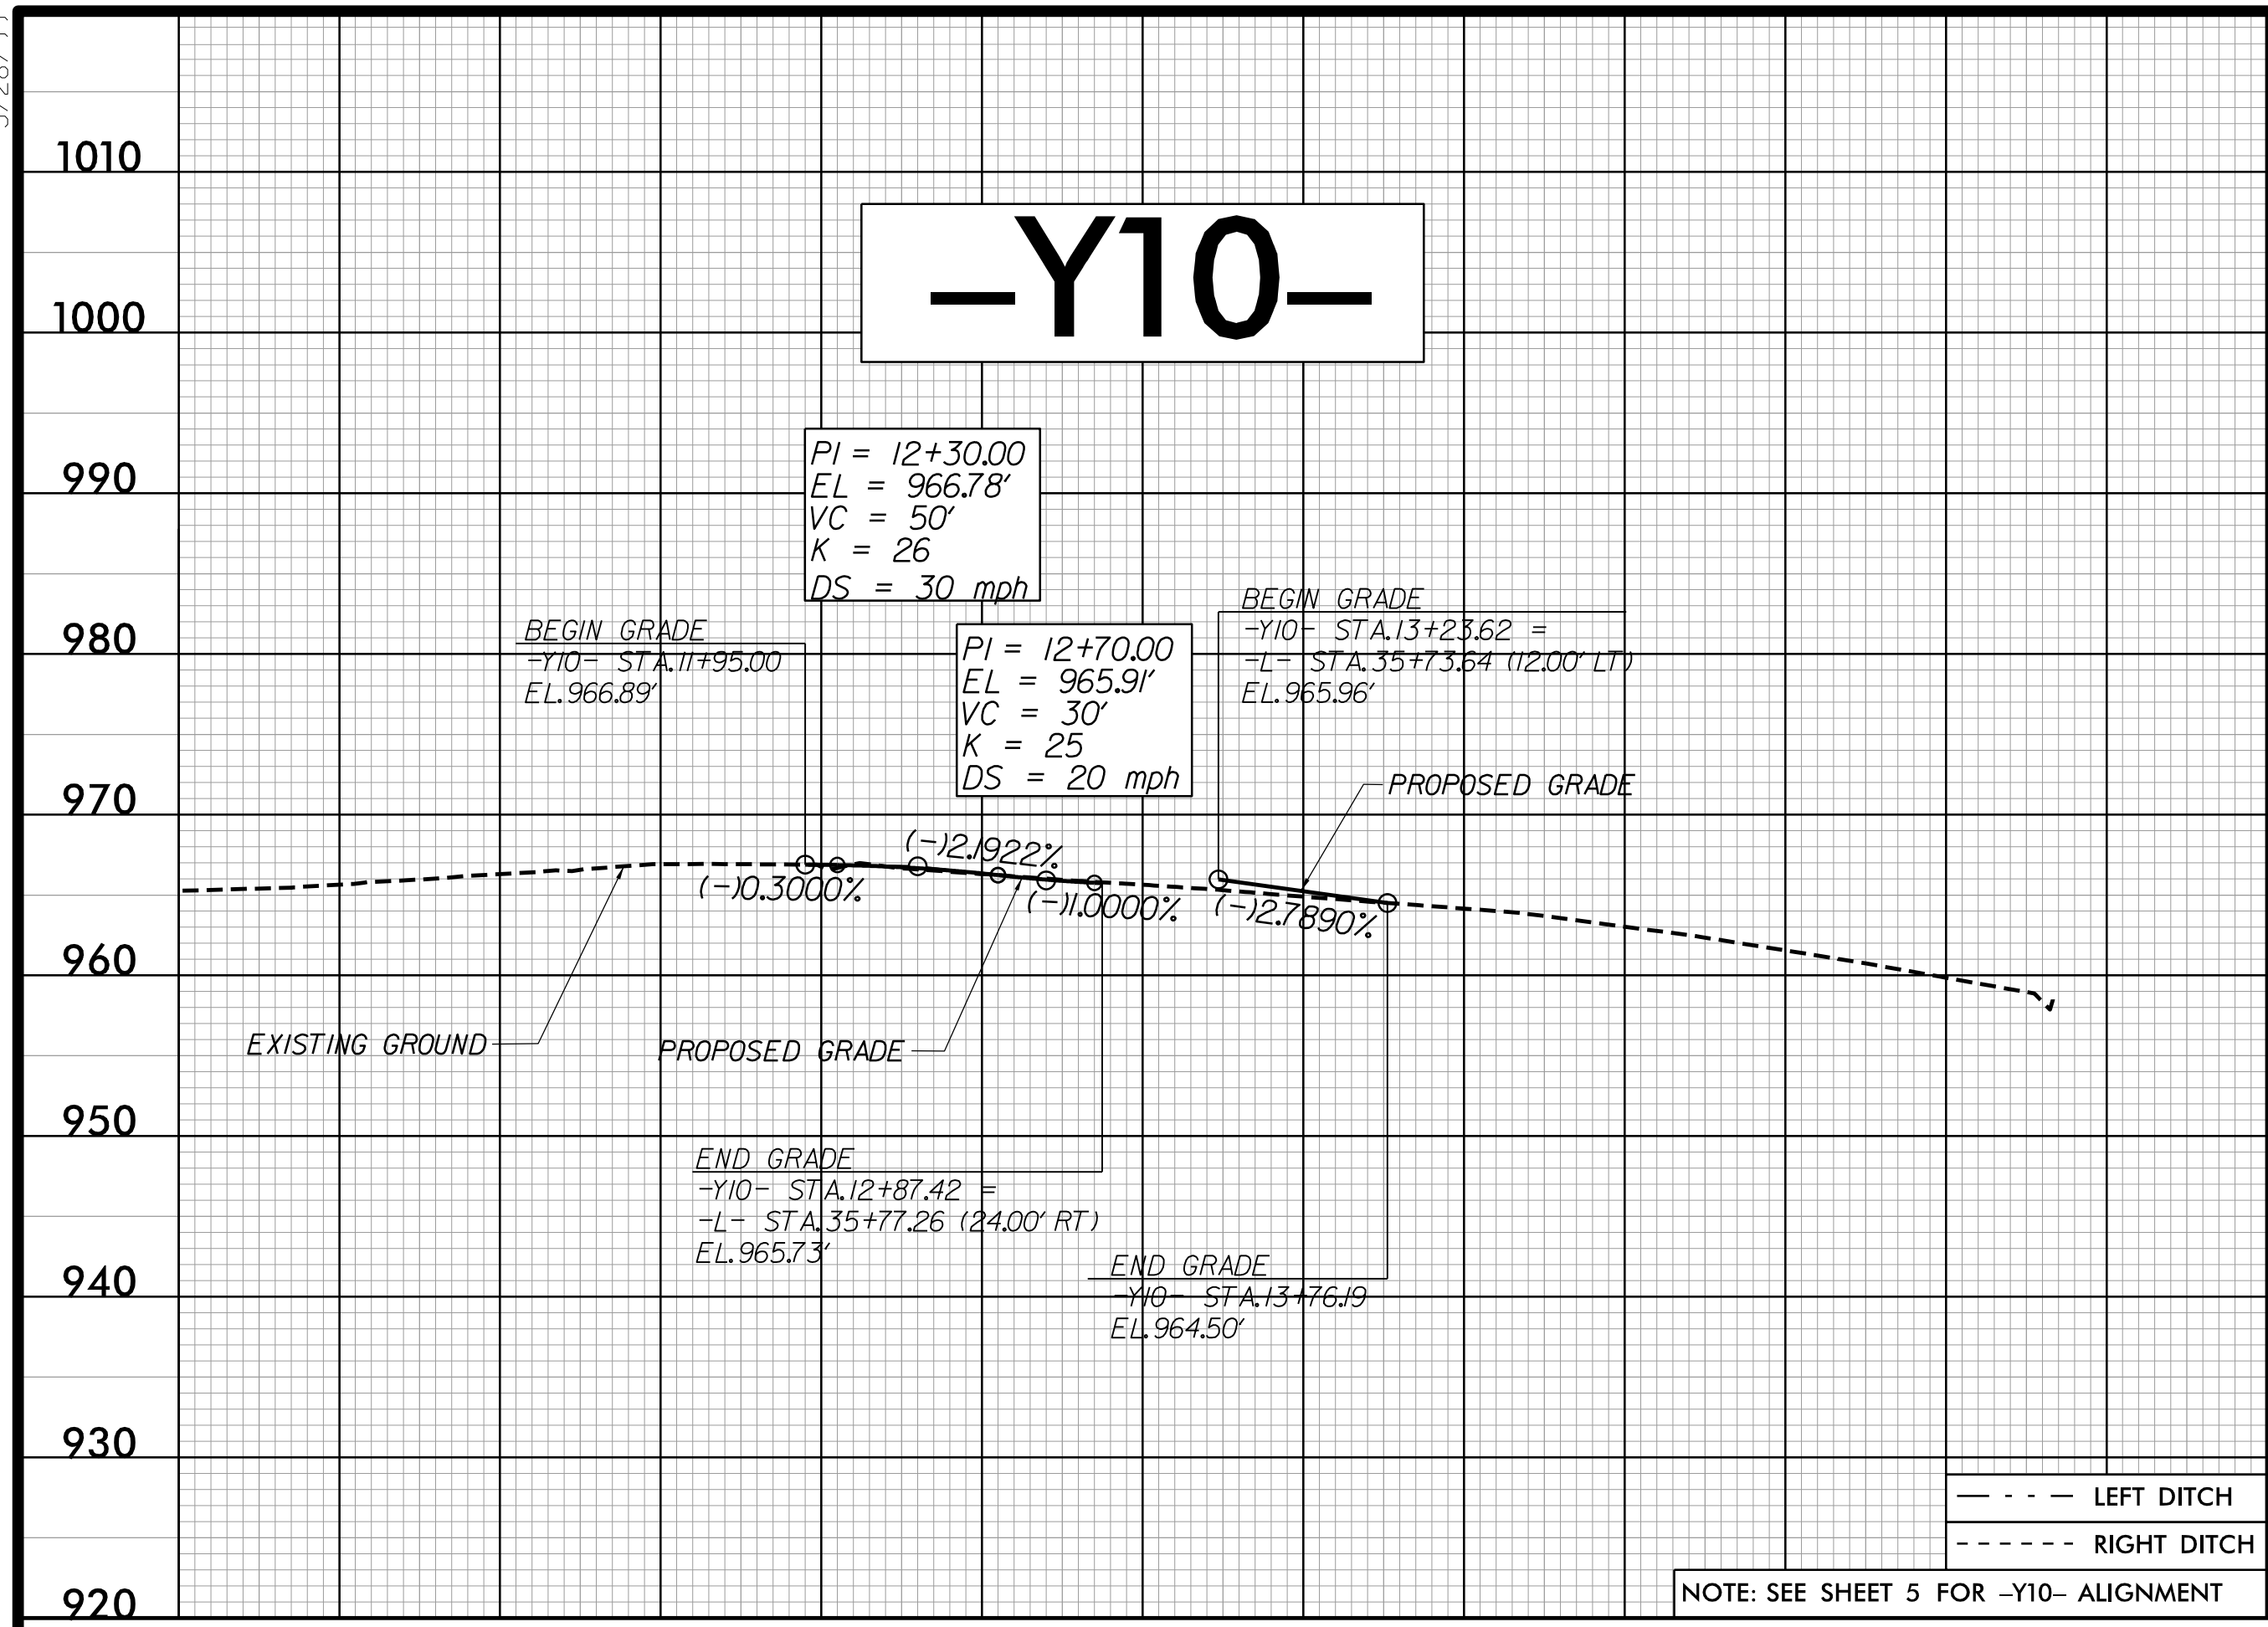 1010
1000
990
980
970
960
950
940
930
920
–Y10–
PI = 12+30.00
EL = 966.78'
VC = 50'
K = 26
DS = 30 mph
BEGIN GRADE
-Y10- STA.11+95.00
EL.966.89'
PI = 12+70.00
EL = 965.91'
VC = 30'
K = 25
DS = 20 mph
BEGIN GRADE
-Y10- STA.13+23.62 =
-L- STA.35+73.64 (12.00' LT)
EL.965.96'
PROPOSED GRADE
(-)2.1922%
(-)0.3000%
(-)1.0000%
(-)2.7890%
EXISTING GROUND
PROPOSED GRADE
END GRADE
-Y10- STA.12+87.42 =
-L- STA.35+77.26 (24.00' RT)
EL.965.73'
END GRADE
-Y10- STA.13+76.19
EL.964.50'
LEFT DITCH
RIGHT DITCH
NOTE: SEE SHEET 5 FOR –Y10– ALIGNMENT